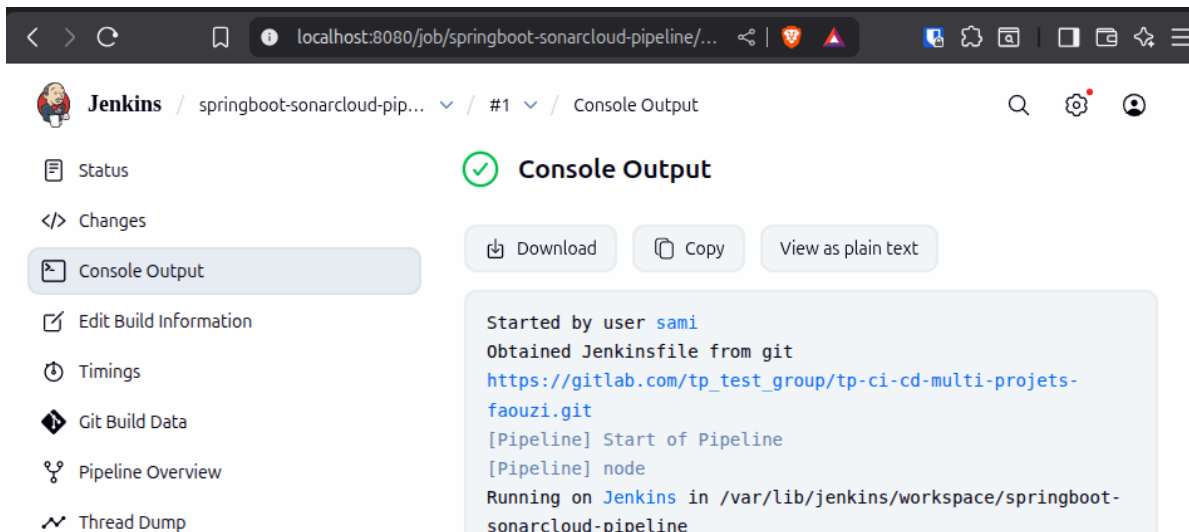 localhost:8080/job/springboot-sonarcloud-pipeline/...
Jenkins / springboot-sonarcloud-pip... / #1 / Console Output
Status
Changes
Console Output
Edit Build Information
Timings
Git Build Data
Pipeline Overview
Thread Dump
Console Output
Download
Copy
View as plain text
Started by user sami
Obtained Jenkinsfile from git
https://gitlab.com/tp_test_group/tp-ci-cd-multi-projets-
faouzi.git
[Pipeline] Start of Pipeline
[Pipeline] node
Running on Jenkins in /var/lib/jenkins/workspace/springboot-
sonarcloud-pipeline